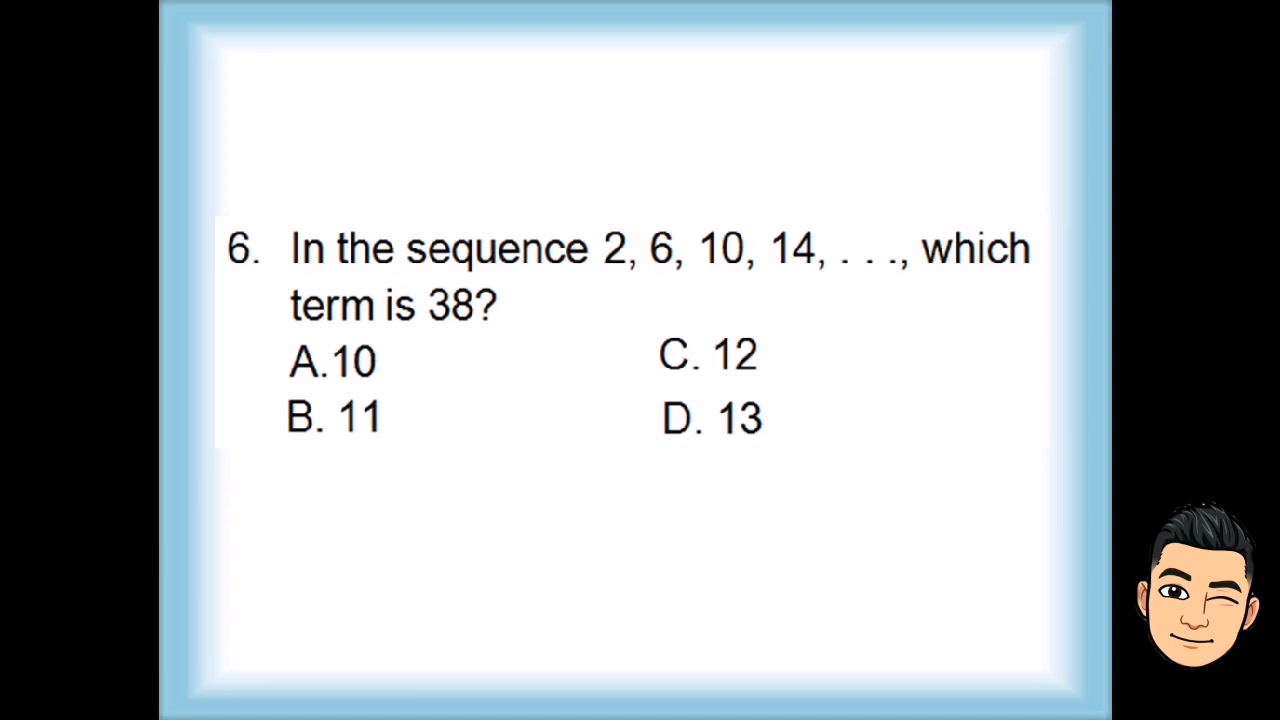 6. In the sequence 2, 6, 10, 14, . . ., which
term is 38?
A.10 C. 12
B. 11 D. 13